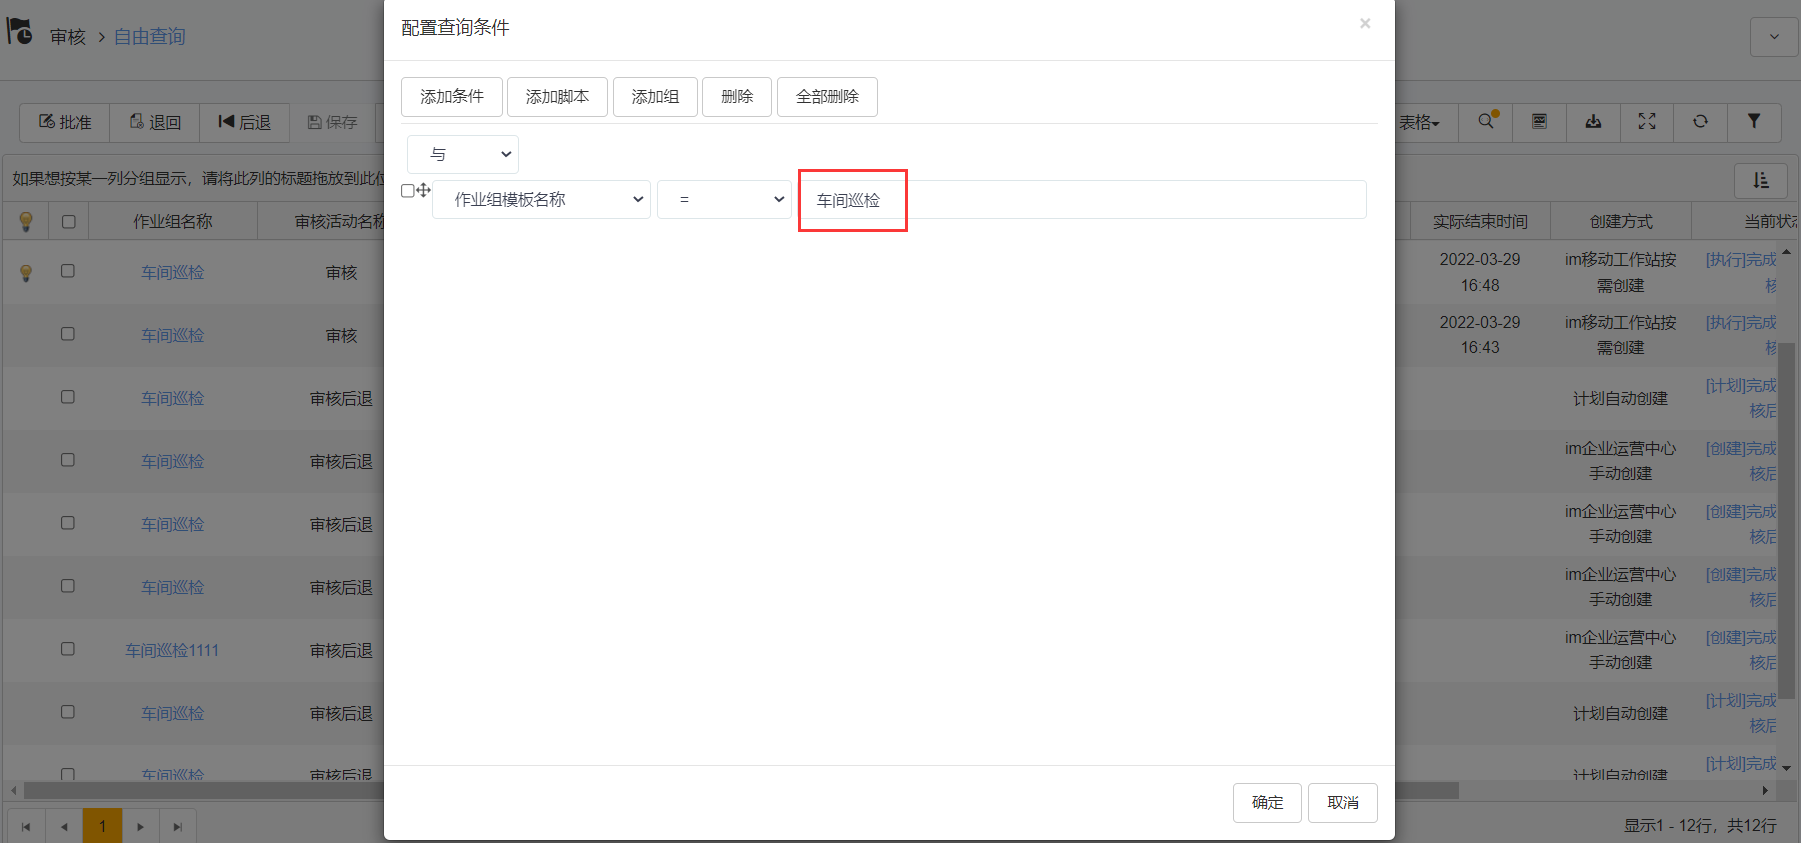 审核 > 自由查询
配置查询条件 ×
添加条件 添加脚本 添加组 删除 全部删除
批准 退回 后退 保存
表格
与
如果想按某一列分组显示，请将此列的标题拖放到此位
作业组模板名称 = 车间巡检
作业组名称 审核活动名称
实际结束时间 创建方式 当前状态
车间巡检 审核
2022-03-29
16:48
im移动工作站按
需创建
[执行]完成
核
车间巡检 审核
2022-03-29
16:43
im移动工作站按
需创建
[执行]完成
核
车间巡检 审核后退
计划自动创建
[计划]完成
核后
车间巡检 审核后退
im企业运营中心
手动创建
[创建]完成
核后
车间巡检 审核后退
im企业运营中心
手动创建
[创建]完成
核后
车间巡检 审核后退
im企业运营中心
手动创建
[创建]完成
核后
车间巡检1111 审核后退
im企业运营中心
手动创建
[创建]完成
核后
车间巡检 审核后退
计划自动创建
[计划]完成
核后
车间巡检 审核后退
计划自动创建
[计划]完成
确定 取消
1
显示1 - 12行，共12行